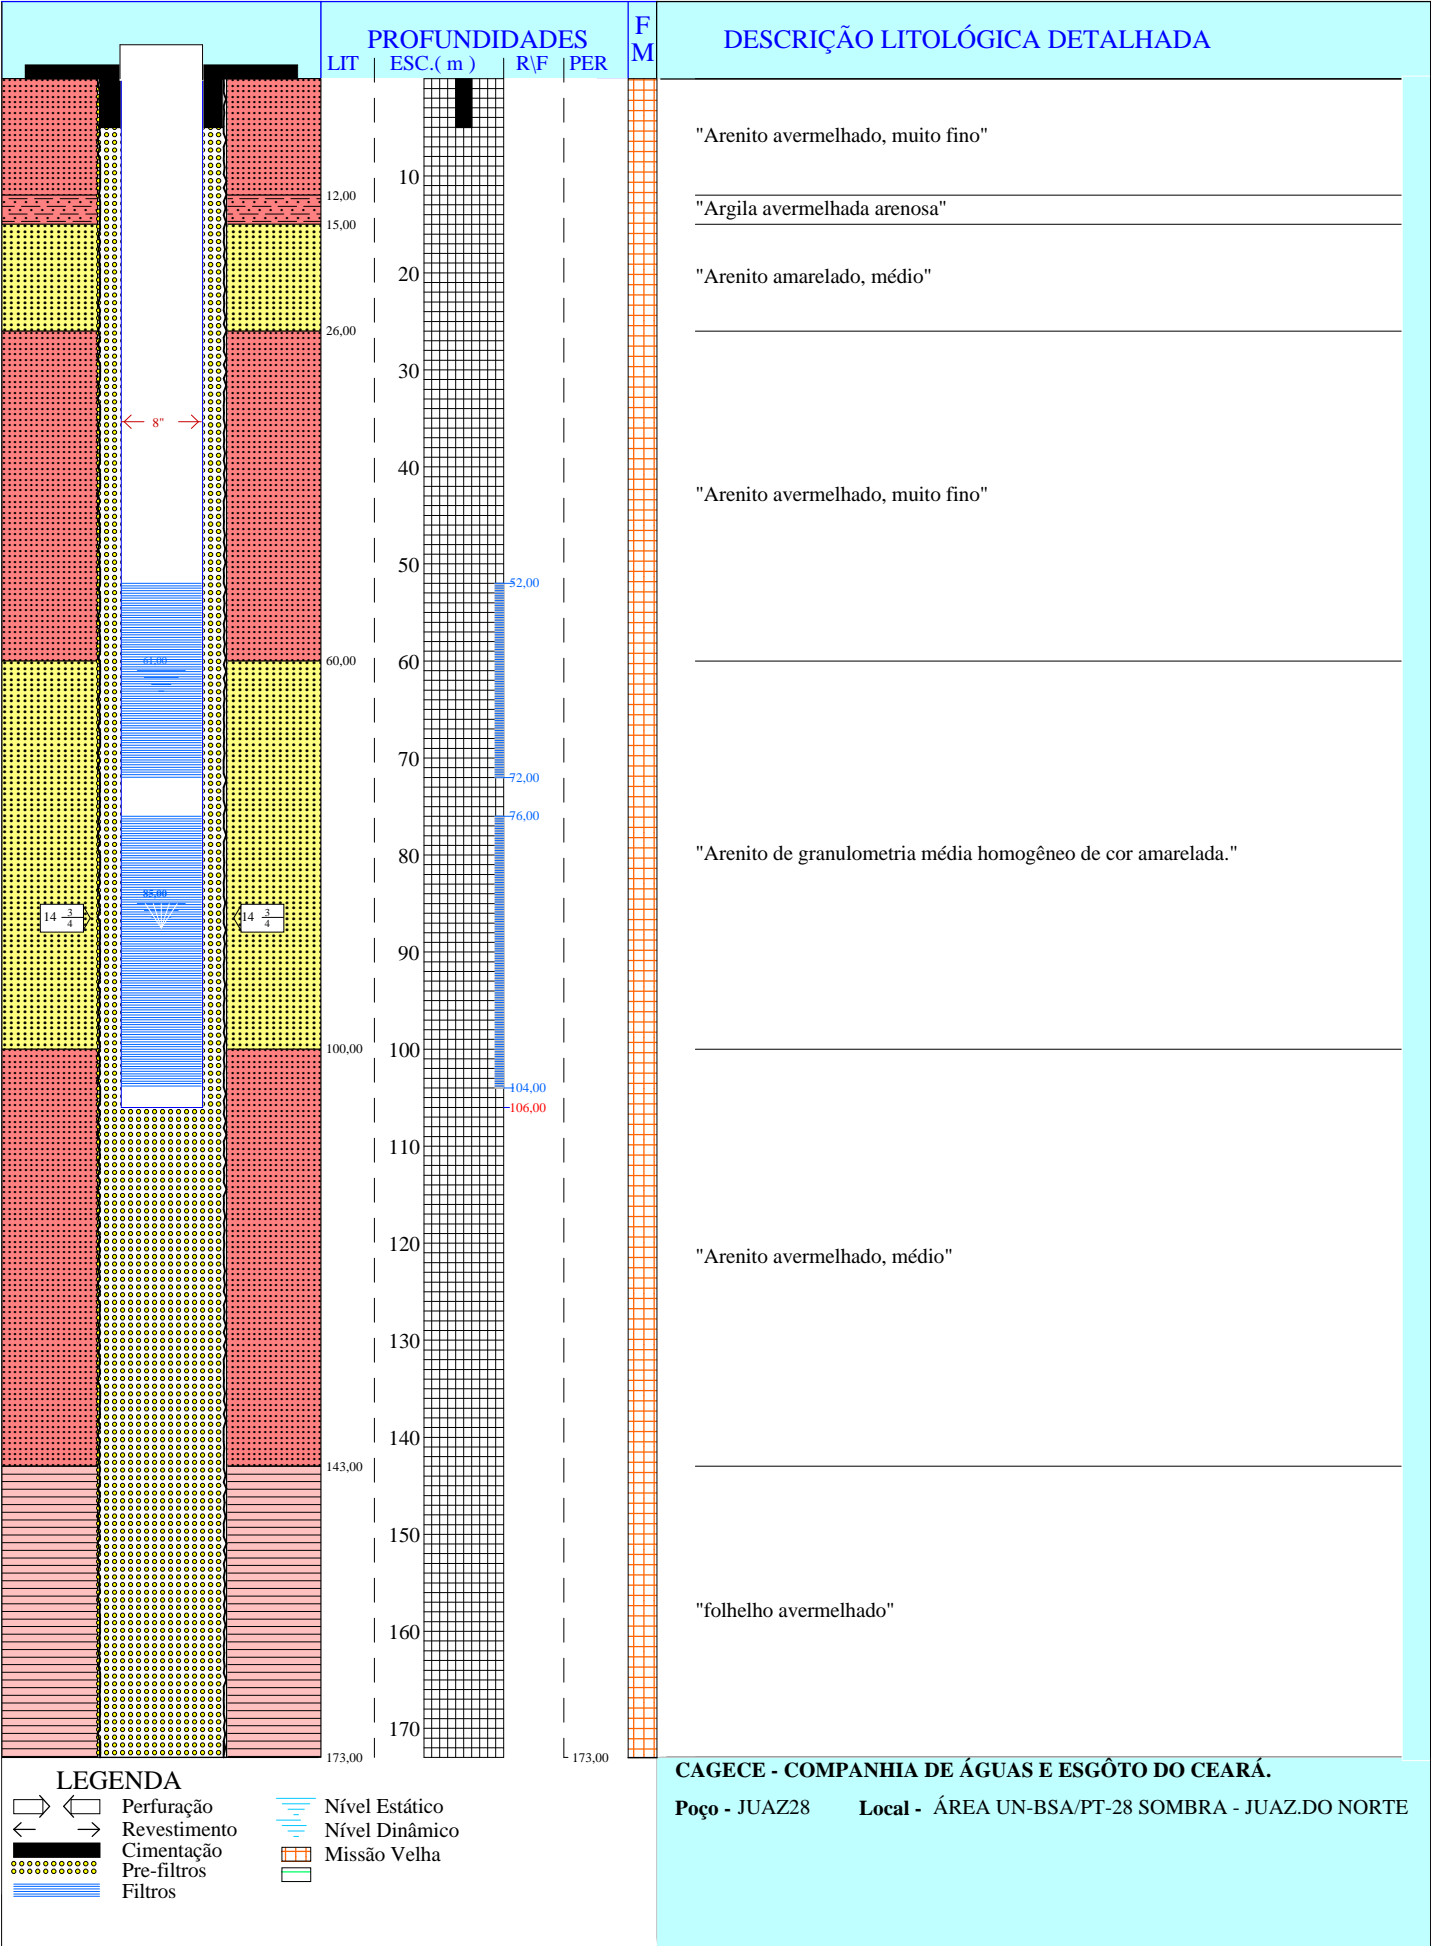 PROFUNDIDADES
LIT ESC.( m ) R\F PER
F
M
DESCRIÇÃO LITOLÓGICA DETALHADA
"Arenito avermelhado, muito fino"
10
12,00
"Argila avermelhada arenosa"
15,00
20
"Arenito amarelado, médio"
26,00
30
8"
40
"Arenito avermelhado, muito fino"
50
52,00
60,00
60
61,00
70
72,00
76,00
80
"Arenito de granulometria média homogêneo de cor amarelada."
85,00
14 3/4
14 3/4
90
100,00
100
104,00
106,00
110
120
"Arenito avermelhado, médio"
130
140
143,00
150
"folhelho avermelhado"
160
170
173,00
173,00
LEGENDA
Perfuração
Revestimento
Cimentação
Pre-filtros
Filtros
Nível Estático
Nível Dinâmico
Missão Velha
CAGECE - COMPANHIA DE ÁGUAS E ESGÔTO DO CEARÁ.
Poço - JUAZ28 Local - ÁREA UN-BSA/PT-28 SOMBRA - JUAZ.DO NORTE